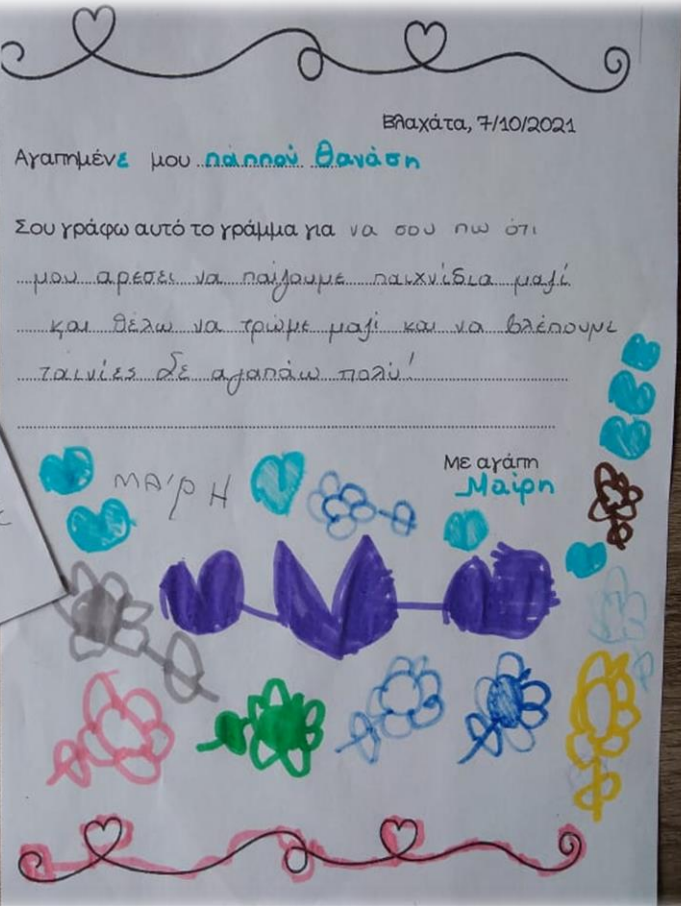 Βλαχάτα, 7/10/2021
Αγαπημένε μου παππού Θανάση
Σου γράφω αυτό το γράμμα για να σου πω ότι
μου αρεσει να παίζουμε παιχνίδια μαζί
και θέλω να τρώμε μαζί και να βλέπουμε
ταινίες Σε αγαπάω πολύ!
Με αγάπη
ΜΑΊΡΗ
Μαίρη